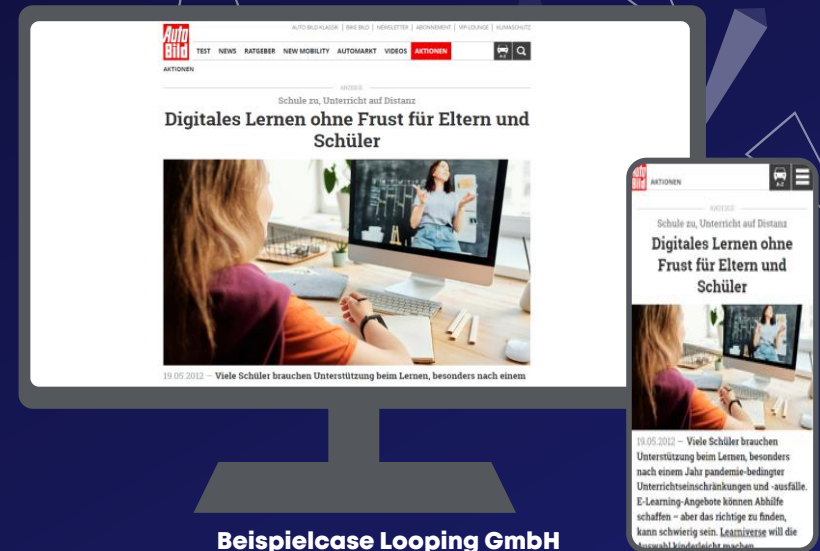 AUTO BILD KLASSIK | BIKE BILD | NEWSLETTER | ABONNEMENT | VIP-LOUNGE | KLIMASCHUTZ
Auto
Bild
TEST NEWS RATGEBER NEW MOBILITY AUTOMARKT VIDEOS AKTIONEN
A-Z
AKTIONEN
ANZEIGE
Schule zu, Unterricht auf Distanz
Digitales Lernen ohne Frust für Eltern und
Schüler
19.05.2012 — Viele Schüler brauchen Unterstützung beim Lernen, besonders nach einem
Auto
Bild
AKTIONEN
A-Z
ANZEIGE
Schule zu, Unterricht auf Distanz
Digitales Lernen ohne
Frust für Eltern und
Schüler
19.05.2012 — Viele Schüler brauchen
Unterstützung beim Lernen, besonders
nach einem Jahr pandemie-bedingter
Unterrichtseinschränkungen und -ausfälle.
E-Learning-Angebote können Abhilfe
schaffen – aber das richtige zu finden,
kann schwierig sein. Learniverse will die
Auswahl kinderleicht machen
Beispielcase Looping GmbH